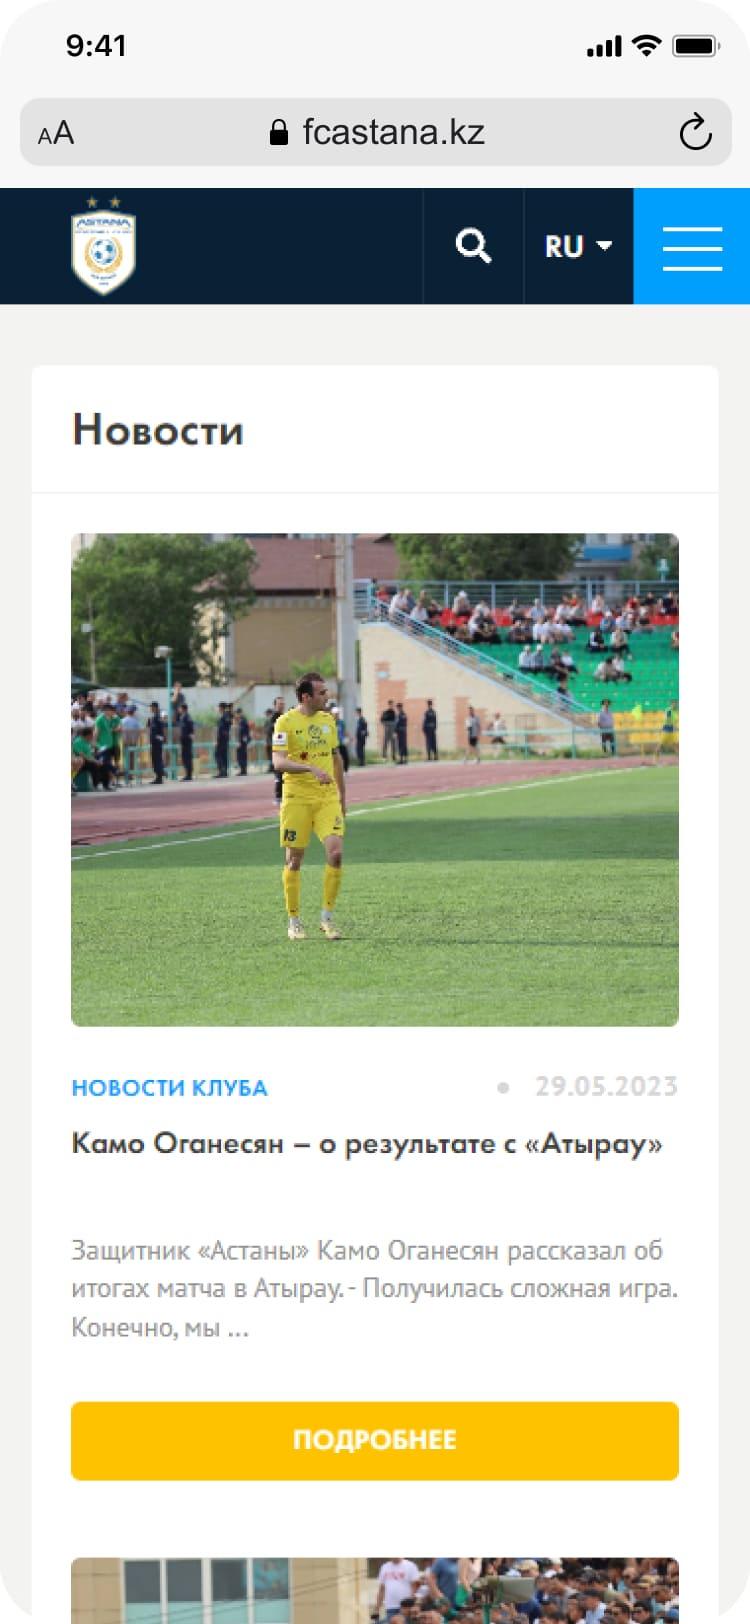 9:41
AA
fcastana.kz
ASTANA
RU
Новости
13
НОВОСТИ КЛУБА
29.05.2023
Камо Оганесян – о результате с «Атырау»
Защитник «Астаны» Камо Оганесян рассказал об
итогах матча в Атырау. - Получилась сложная игра.
Конечно, мы ...
ПОДРОБНЕЕ